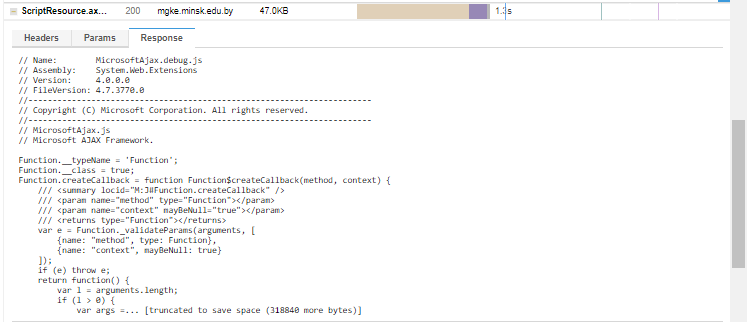 ScriptResource.ax... 200 mgke.minsk.edu.by 47.0KB
Headers Params Response
// Name:        MicrosoftAjax.debug.js
// Assembly:    System.Web.Extensions
// Version:     4.0.0.0
// FileVersion: 4.7.3770.0
//-----------------------------------------------------------------------
// Copyright (C) Microsoft Corporation. All rights reserved.
//-----------------------------------------------------------------------
// MicrosoftAjax.js
// Microsoft AJAX Framework.
Function.__typeName = 'Function';
Function.__class = true;
Function.createCallback = function Function$createCallback(method, context) {
    /// <summary locid="M:J#Function.createCallback" />
    /// <param name="method" type="Function"></param>
    /// <param name="context" mayBeNull="true"></param>
    /// <returns type="Function"></returns>
    var e = Function._validateParams(arguments, [
        {name: "method", type: Function},
        {name: "context", mayBeNull: true}
    ]);
    if (e) throw e;
    return function() {
        var l = arguments.length;
        if (l > 0) {
            var args =... [truncated to save space (318840 more bytes)]